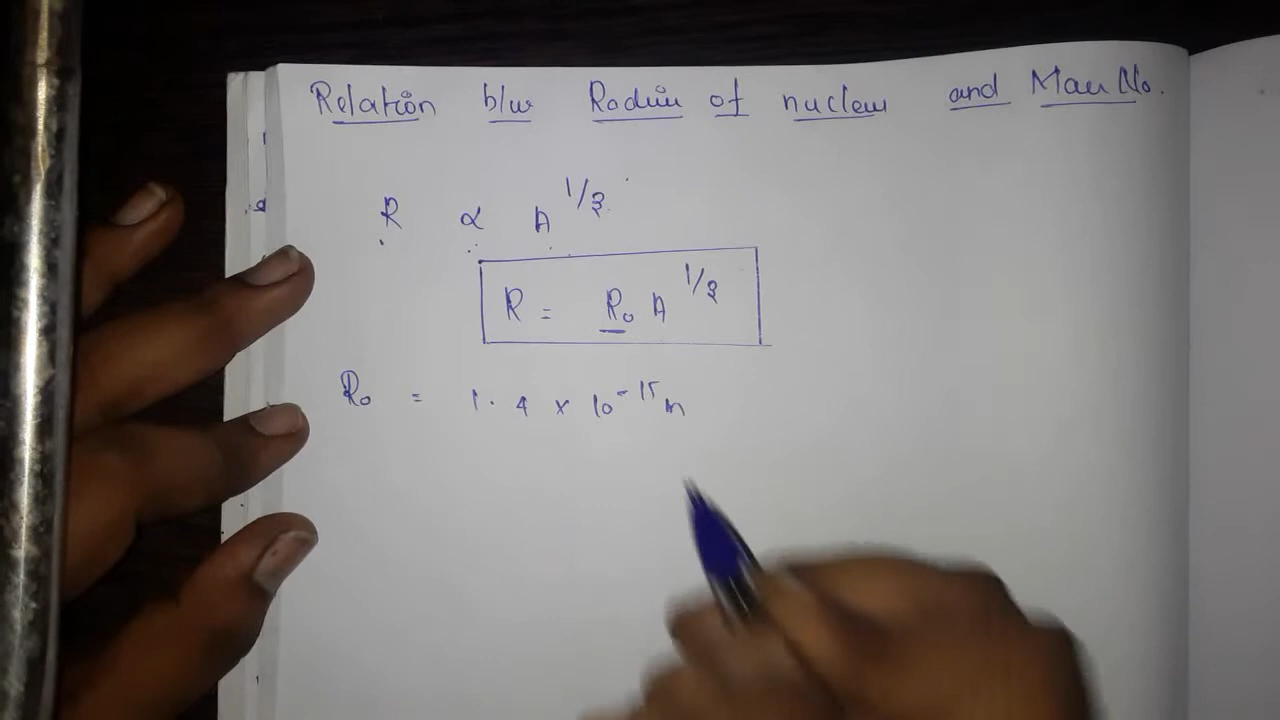 Relation b/w Radius of nucleus and Mass No.
R ∝ A^1/3
R = R₀ A^1/3
R₀ = 1.4 × 10^-15 m